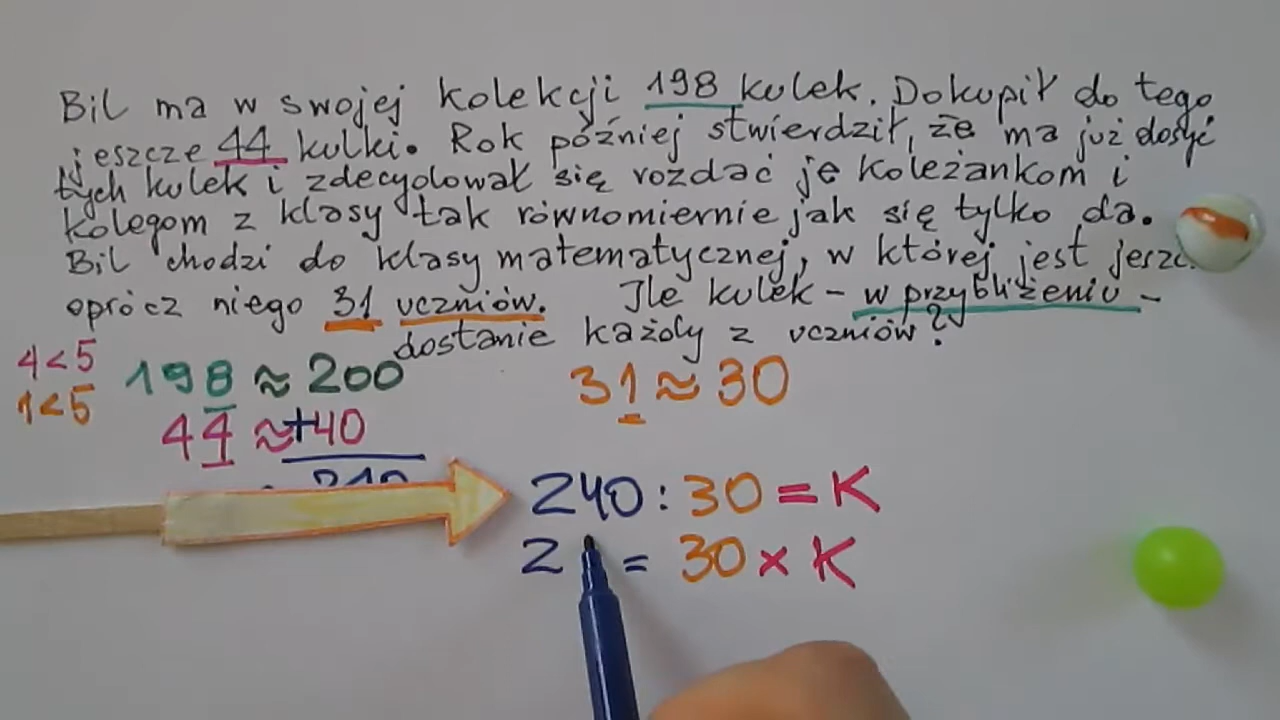 Bil ma w swojej kolekcji 198 kulek. Dokupił do tego
jeszcze 44 kulki. Rok później stwierdził, że ma już dosyć
tych kulek i zdecydował się rozdać je koleżankom i
kolegom z klasy tak równomiernie jak się tylko da.
Bil chodzi do klasy matematycznej, w której jest jeszc
oprócz niego 31 uczniów. Ile kulek - w przybliżeniu -
dostanie każdy z uczniów?
4<5
1<5
198 ≈ 200
44 ≈ +40
31 ≈ 30
240 : 30 = K
2 = 30 × K